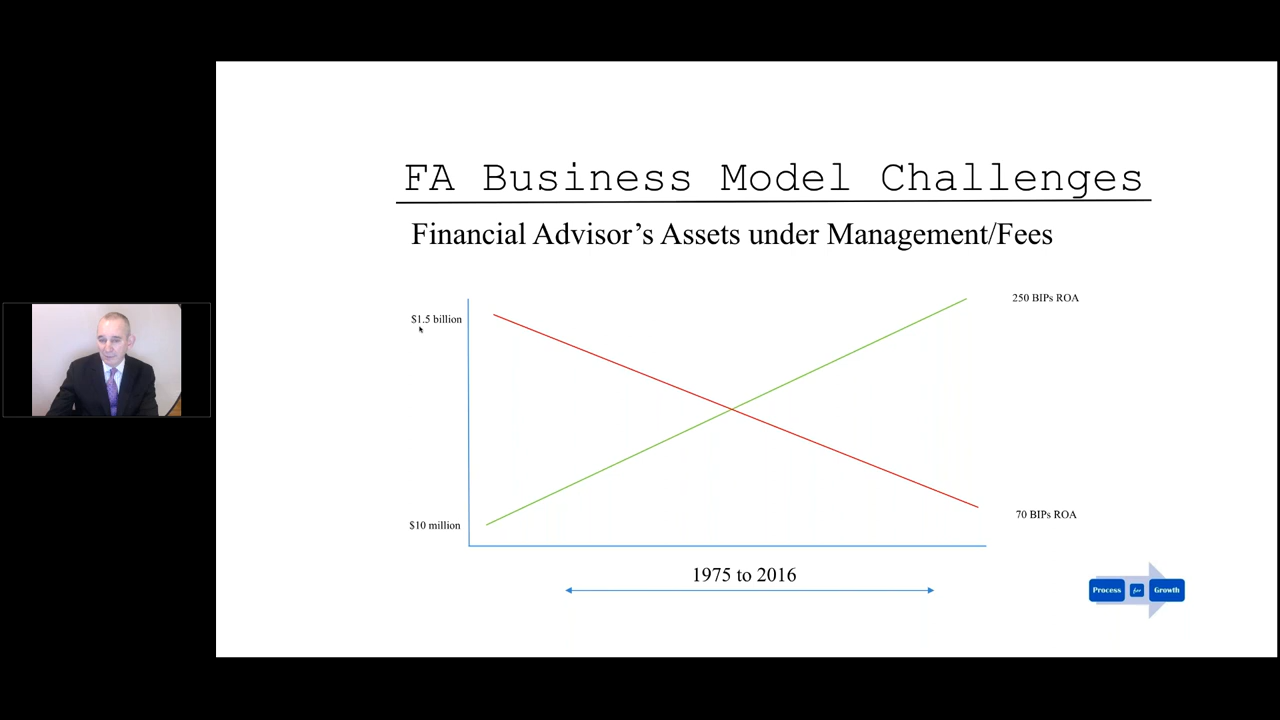 FA Business Model Challenges
Financial Advisor’s Assets under Management/Fees
250 BIPs ROA
$1.5 billion
70 BIPs ROA
$10 million
1975 to 2016
Process for Growth